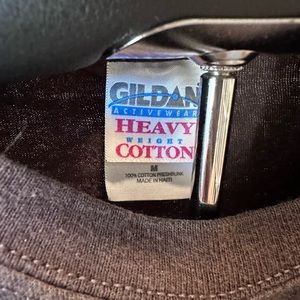 GILDAN
ACTIVEWEAR
HEAVY
WEIGHT
COTTON
M
100% COTTON PRESHRUNK
MADE IN HAITI